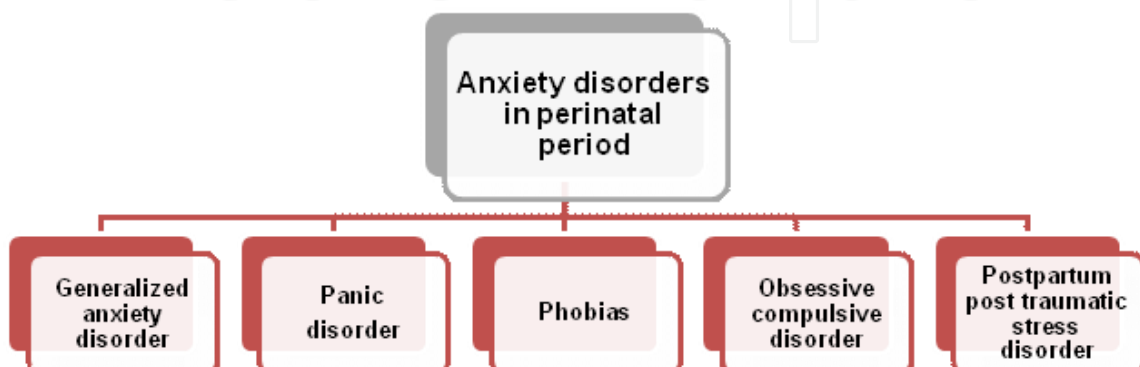 Anxiety disorders
in perinatal
period
Generalized
anxiety
disorder
Panic
disorder
Phobias
Obsessive
compulsive
disorder
Postpartum
post traumatic
stress
disorder